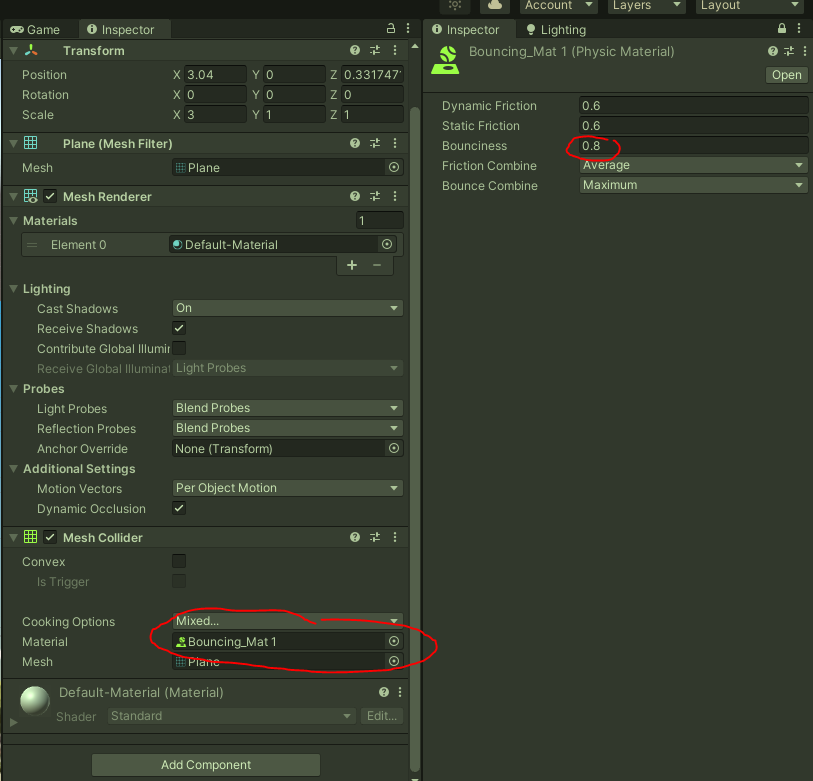 Account Layers Layout
Game Inspector
Transform
Position X 3.04 Y 0 Z 0.331747
Rotation X 0 Y 0 Z 0
Scale X 3 Y 1 Z 1
Plane (Mesh Filter)
Mesh Plane
Mesh Renderer
Materials 1
Element 0 Default-Material
+ −
Lighting
Cast Shadows On
Receive Shadows
Contribute Global Illumin
Receive Global Illuminat Light Probes
Probes
Light Probes Blend Probes
Reflection Probes Blend Probes
Anchor Override None (Transform)
Additional Settings
Motion Vectors Per Object Motion
Dynamic Occlusion
Mesh Collider
Convex
Is Trigger
Cooking Options Mixed...
Material Bouncing_Mat 1
Mesh Plane
Default-Material (Material)
Shader Standard Edit...
Add Component
Inspector Lighting
Bouncing_Mat 1 (Physic Material)
Open
Dynamic Friction 0.6
Static Friction 0.6
Bounciness 0.8
Friction Combine Average
Bounce Combine Maximum